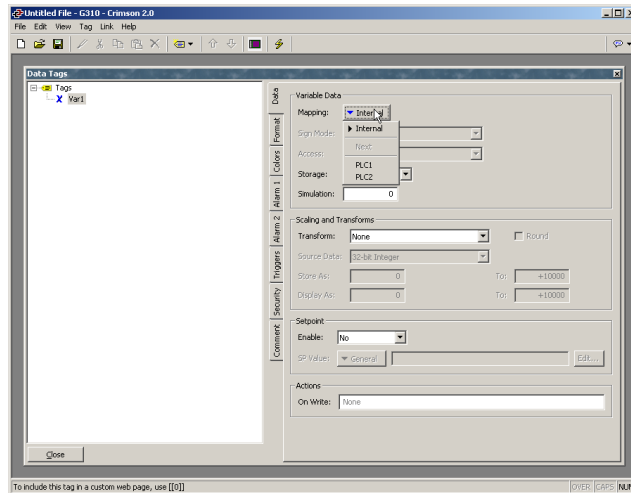 Untitled File - G310 - Crimson 2.0
File Edit View Tag Link Help
Data Tags
Tags
Var1
Data
Format
Colors
Alarm 1
Alarm 2
Triggers
Security
Comment
Variable Data
Mapping: Internal
Internal
Next
PLC1
PLC2
Sign Mode:
Access:
Storage:
Simulation: 0
Scaling and Transforms
Transform: None Round
Source Data: 32-bit Integer
Store As: 0 To: +10000
Display As: 0 To: +10000
Setpoint
Enable: No
SP Value: General Edit...
Actions
On Write: None
Close
To include this tag in a custom web page, use [[0]] OVER CAPS NUM